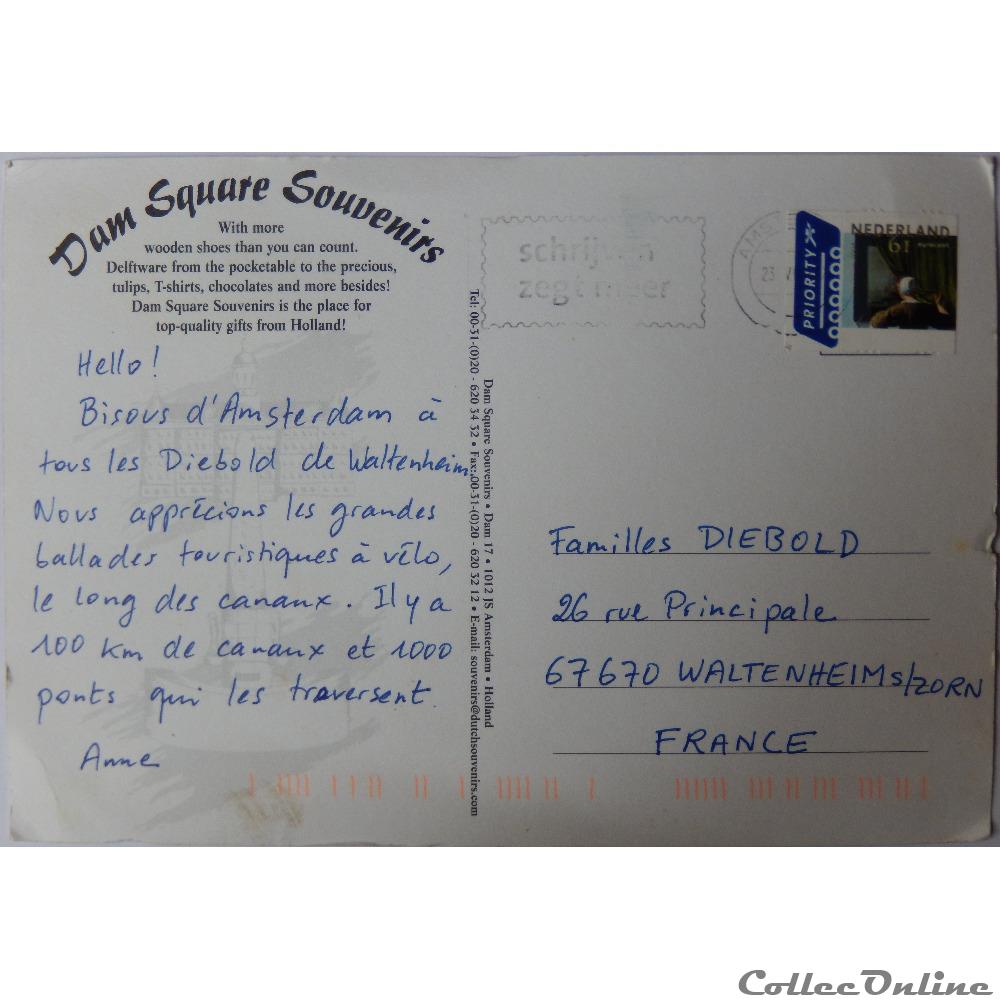 Dam Square Souvenirs
With more
wooden shoes than you can count.
Delftware from the pocketable to the precious,
tulips, T-shirts, chocolates and more besides!
Dam Square Souvenirs is the place for
top-quality gifts from Holland!
Hello !
Bisous d'Amsterdam à
tous les Diebold de Waltenheim.
Nous apprécions les grandes
ballades touristiques à vélo,
le long des canaux. Il y a
100 km de canaux et 1000
ponts qui les traversent.
Anne
Dam Square Souvenirs • Dam 17 • 1012 JS Amsterdam • Holland
Tel: 00-31-(0)20 - 620 34 32 • Fax: 00-31-(0)20 - 620 32 12 • E-mail: souvenirs@dutchsouvenirs.com
schrijven
zegt meer
AMS
23
PRIORITY
NEDERLAND
61
Familles DIEBOLD
26 rue Principale
67670 WALTENHEIM s/ZORN
FRANCE
CollecOnline